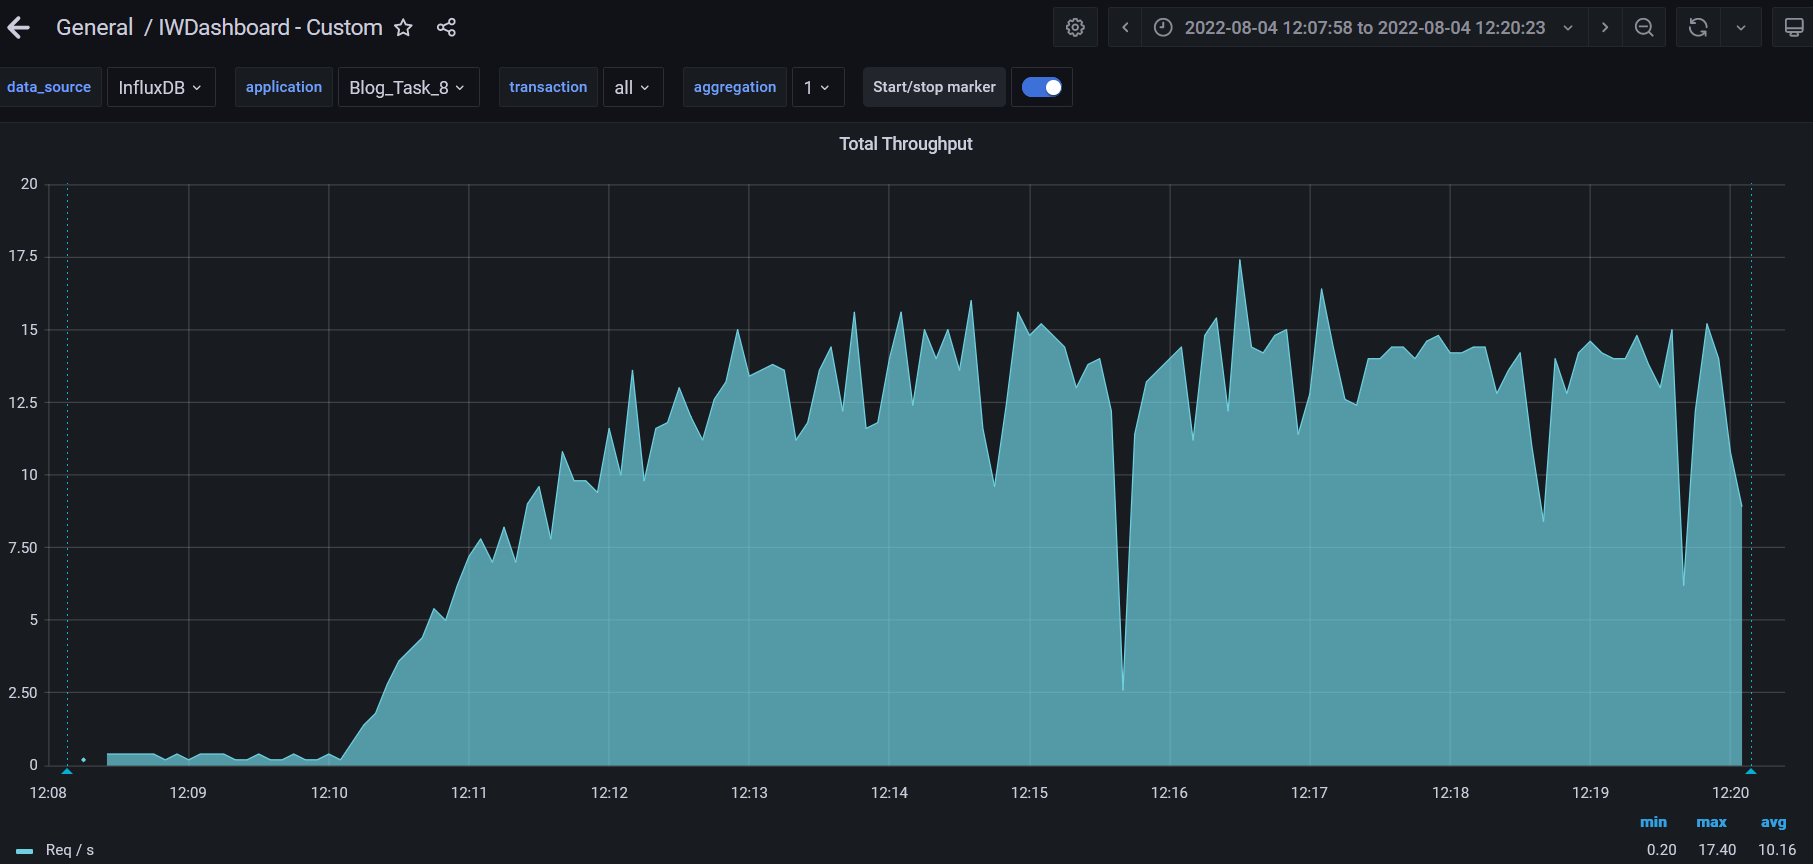 General / IWDashboard - Custom
2022-08-04 12:07:58 to 2022-08-04 12:20:23
data_source InfluxDB application Blog_Task_8 transaction all aggregation 1 Start/stop marker
Total Throughput
20
17.5
15
12.5
10
7.50
5
2.50
0
12:08 12:09 12:10 12:11 12:12 12:13 12:14 12:15 12:16 12:17 12:18 12:19 12:20
min max avg
Req / s 0.20 17.40 10.16